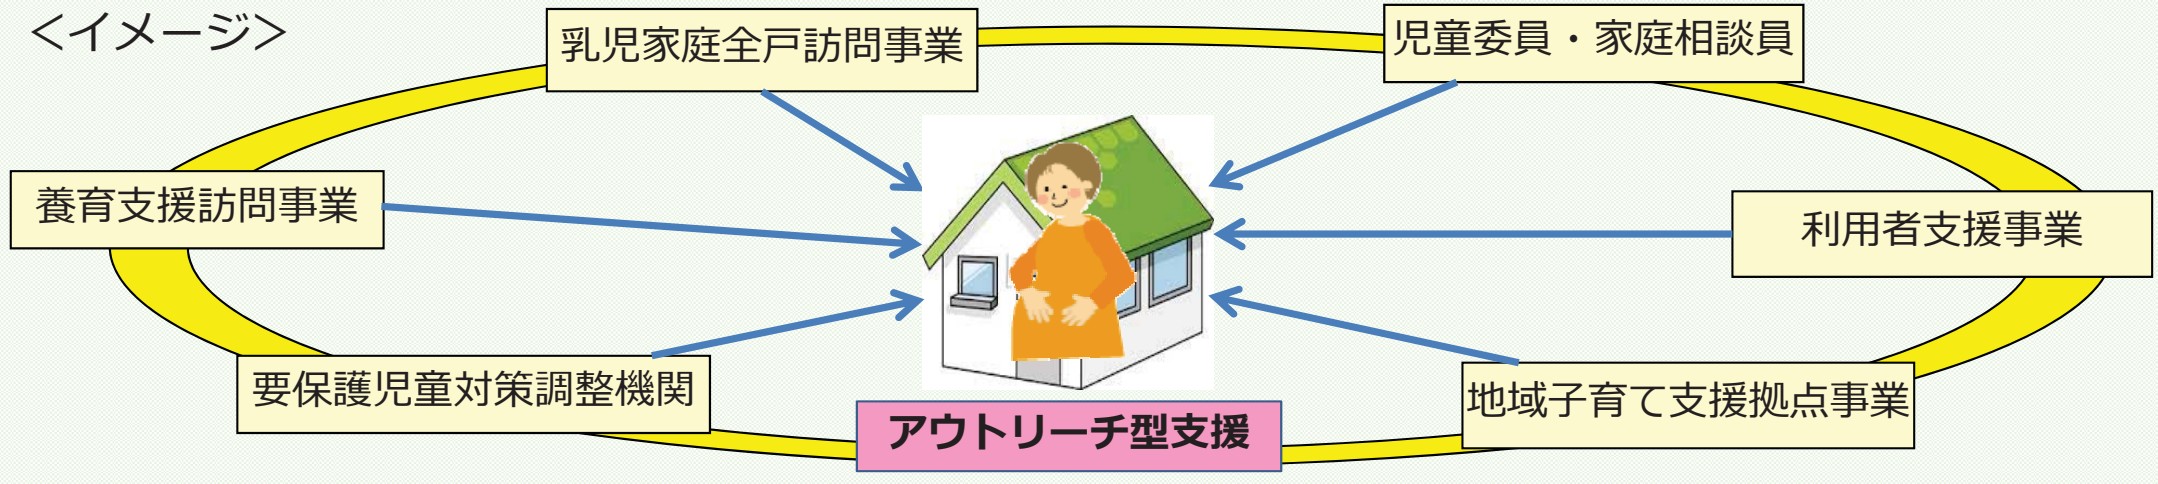 ＜イメージ＞
乳児家庭全戸訪問事業
児童委員・家庭相談員
養育支援訪問事業
利用者支援事業
要保護児童対策調整機関
地域子育て支援拠点事業
アウトリーチ型支援